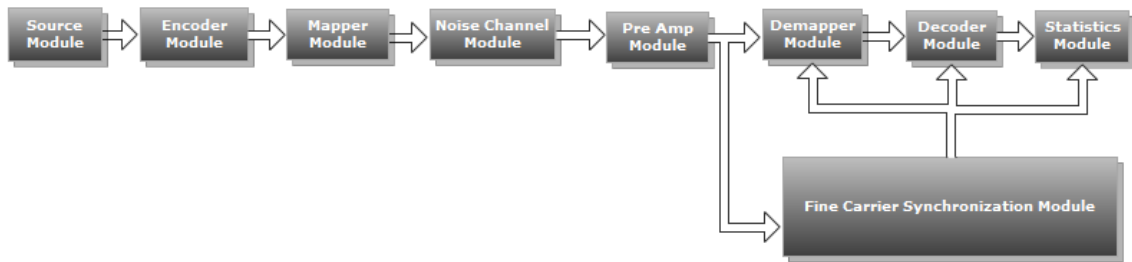 Source
Module
Encoder
Module
Mapper
Module
Noise Channel
Module
Pre Amp
Module
Demapper
Module
Decoder
Module
Statistics
Module
Fine Carrier Synchronization Module